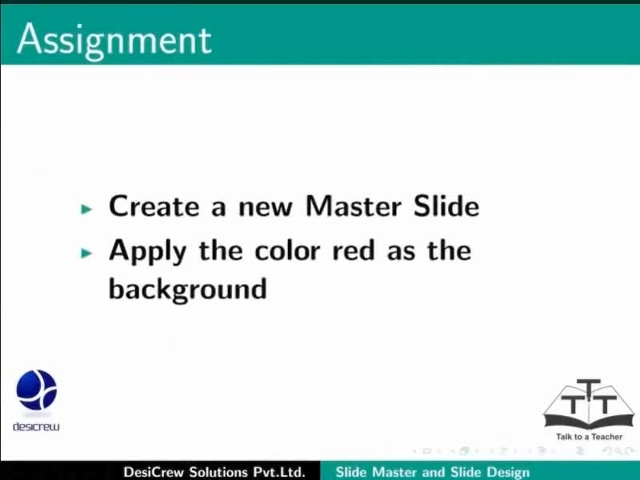 Assignment
Create a new Master Slide
Apply the color red as the
background
desicrew
TTT
Talk to a Teacher
DesiCrew Solutions Pvt.Ltd.
Slide Master and Slide Design